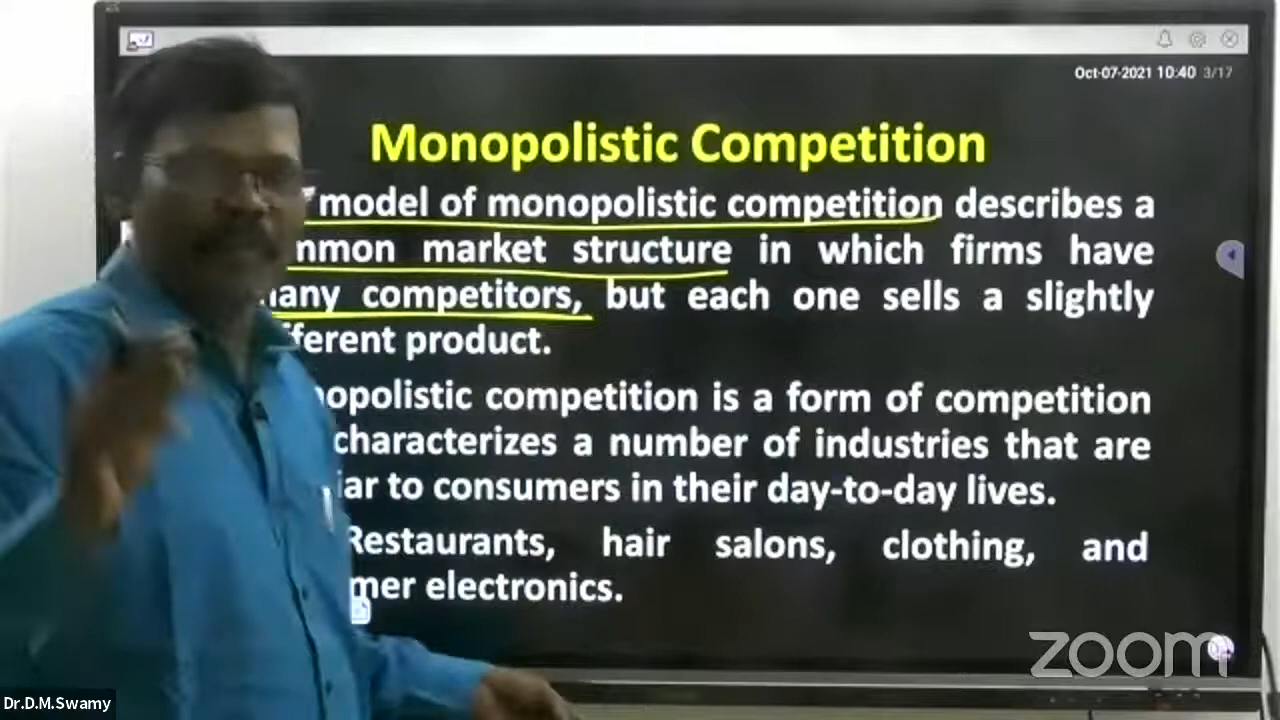 Oct-07-2021 10:40 3/17
Monopolistic Competition
model of monopolistic competition describes a
mmon market structure in which firms have
many competitors, but each one sells a slightly
fferent product.
nopolistic competition is a form of competition
characterizes a number of industries that are
iar to consumers in their day-to-day lives.
Restaurants, hair salons, clothing, and
mer electronics.
zoom
Dr.D.M.Swamy